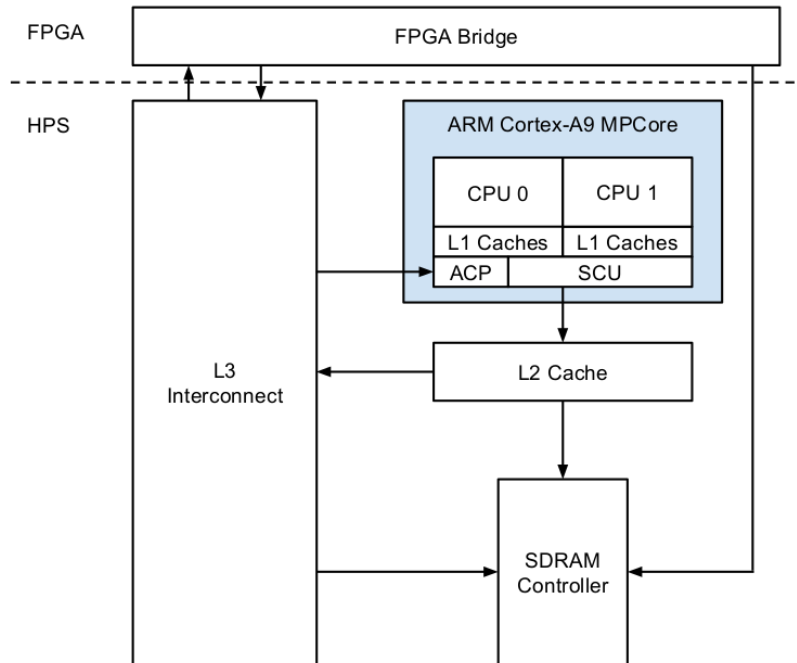 FPGA
FPGA Bridge
HPS
ARM Cortex-A9 MPCore
CPU 0
CPU 1
L1 Caches
L1 Caches
ACP
SCU
L3
Interconnect
L2 Cache
SDRAM
Controller